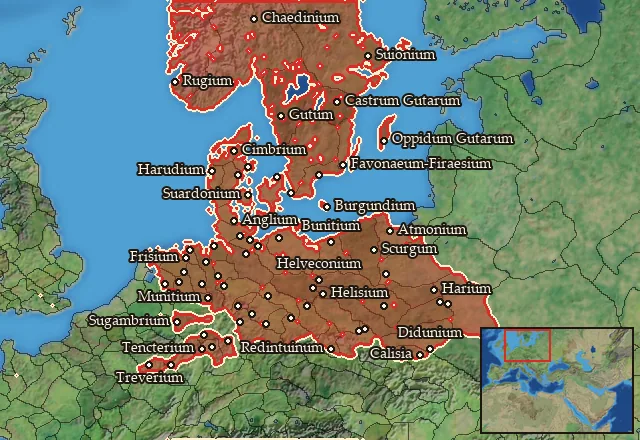 Chaedinium
Suionium
Rugium
Castrum Gutarum
Gutum
Oppidum Gutarum
Cimbrium
Favonaeum-Firaesium
Harudium
Suardonium
Burgundium
Anglium
Bunitium
Atmonium
Scurgum
Frisium
Helveconium
Munitium
Helisium
Harium
Sugambrium
Didunium
Tencterium
Redintuinum
Calisia
Treverium